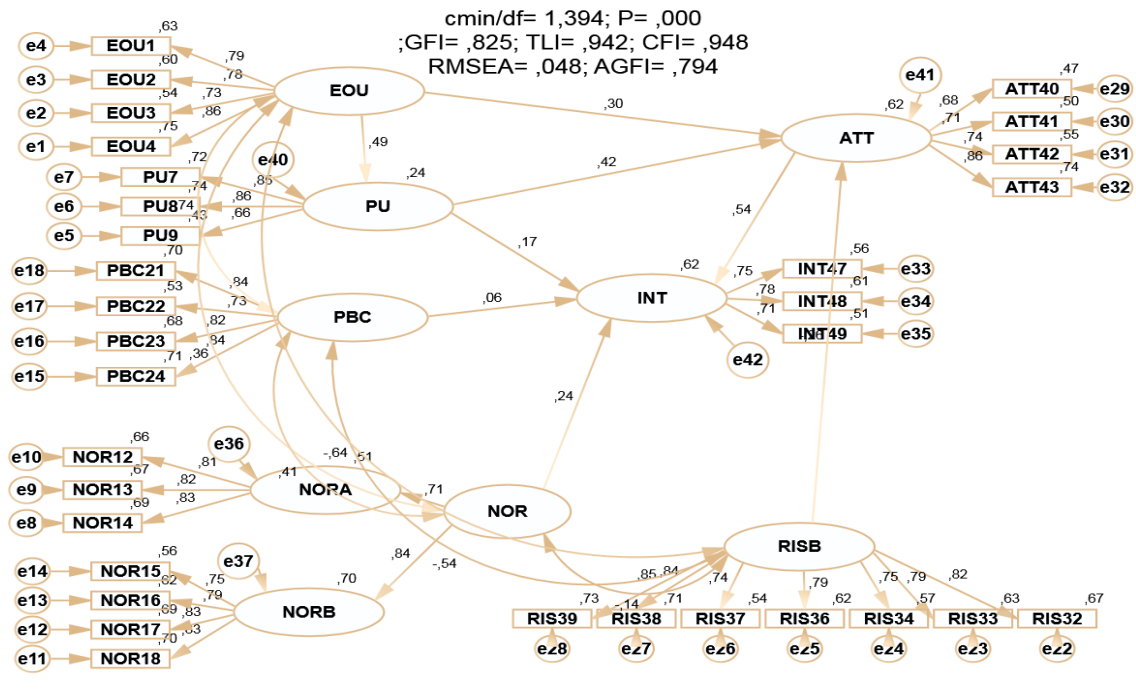 cmin/df= 1,394; P= ,000
;GFI= ,825; TLI= ,942; CFI= ,948
RMSEA= ,048; AGFI= ,794
e4 EOU1 ,63 ,79
e3 EOU2 ,60 ,78
e2 EOU3 ,54 ,73
e1 EOU4 ,75 ,86
EOU
,30
,49
e40
e7 PU7 ,72 ,85
e6 PU8 ,74 ,86
e5 PU9 ,43 ,66
,74
PU ,24
,42
,17
e41
ATT ,62
,68 ATT40 ,47 e29
,71 ATT41 ,50 e30
,74 ATT42 ,55 e31
,86 ATT43 ,74 e32
,54
e18 PBC21 ,70 ,84
e17 PBC22 ,53 ,73
e16 PBC23 ,68 ,82
e15 PBC24 ,71 ,84
,36
PBC
,06
INT ,62
,75 INT47 ,56 e33
,78 INT48 ,61 e34
,71 INT49 ,51 e35
e42
,24
e10 NOR12 ,66 ,81
e9 NOR13 ,67 ,82
e8 NOR14 ,69 ,83
e36
NORA
,41
-,64
,51
,71
NOR
,84
-,54
e14 NOR15 ,56 ,75
e13 NOR16 ,62 ,79
e12 NOR17 ,69 ,83
e11 NOR18 ,70 ,83
e37
NORB ,70
RISB
-,14
,85 ,84 ,74 ,79 ,75 ,79 ,82
,73 ,71 ,54 ,62 ,57 ,63 ,67
RIS39 RIS38 RIS37 RIS36 RIS34 RIS33 RIS32
e28 e27 e26 e25 e24 e23 e22